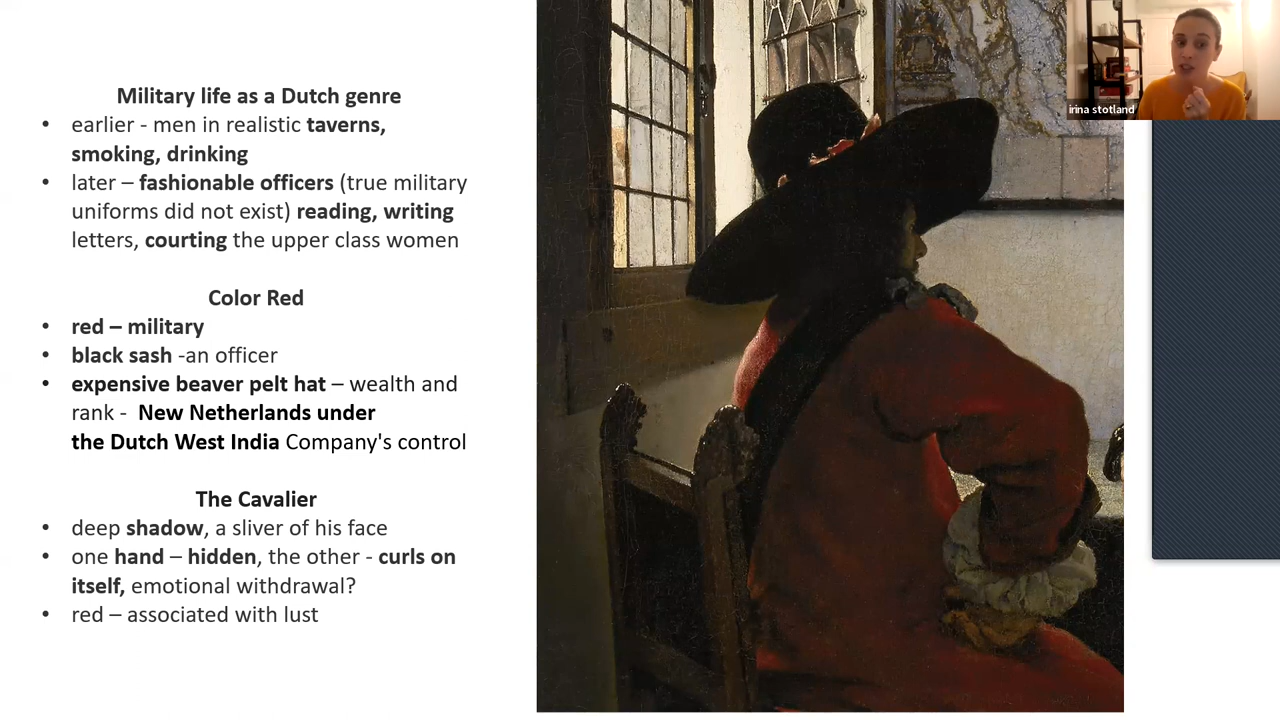 Military life as a Dutch genre
• earlier - men in realistic taverns,
smoking, drinking
• later – fashionable officers (true military
uniforms did not exist) reading, writing
letters, courting the upper class women
Color Red
• red – military
• black sash -an officer
• expensive beaver pelt hat – wealth and
rank - New Netherlands under
the Dutch West India Company's control
The Cavalier
• deep shadow, a sliver of his face
• one hand – hidden, the other - curls on
itself, emotional withdrawal?
• red – associated with lust
irina stotland